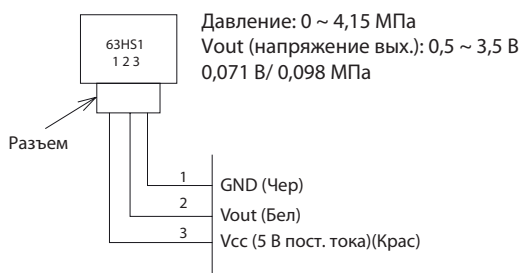 63HS1
1 2 3
Давление: 0 ~ 4,15 МПа
Vout (напряжение вых.): 0,5 ~ 3,5 В
0,071 В/ 0,098 МПа
Разъем
1
GND (Чер)
2
Vout (Бел)
3
Vcc (5 В пост. тока)(Крас)